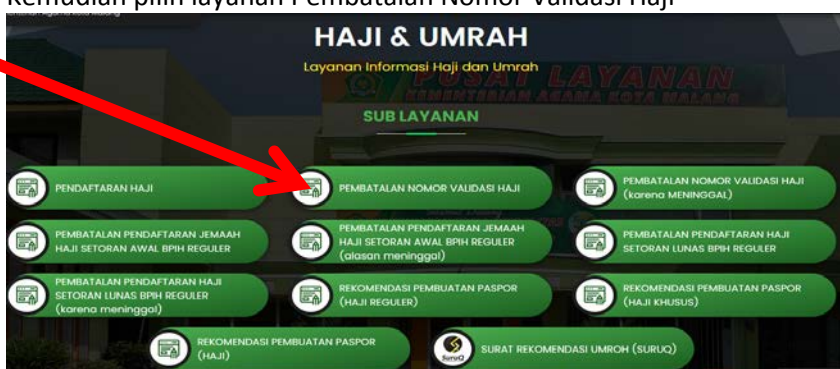 Kemudian pilih layanan Pembatalan Nomor Validasi Haji
HAJI & UMRAH
Layanan Informasi Haji dan Umrah
PUSAT LAYANAN
KEMENTERIAN AGAMA KOTA MALANG
SUB LAYANAN
PENDAFTARAN HAJI
PEMBATALAN NOMOR VALIDASI HAJI
PEMBATALAN NOMOR VALIDASI HAJI
(karena MENINGGAL)
PEMBATALAN PENDAFTARAN JEMAAH
HAJI SETORAN AWAL BPIH REGULER
PEMBATALAN PENDAFTARAN JEMAAH
HAJI SETORAN AWAL BPIH REGULER
(alasan meninggal)
PEMBATALAN PENDAFTARAN HAJI
SETORAN LUNAS BPIH REGULER
PEMBATALAN PENDAFTARAN HAJI
SETORAN LUNAS BPIH REGULER
(karena meninggal)
REKOMENDASI PEMBUATAN PASPOR
(HAJI REGULER)
REKOMENDASI PEMBUATAN PASPOR
(HAJI KHUSUS)
REKOMENDASI PEMBUATAN PASPOR
(HAJI)
SuruQ
SURAT REKOMENDASI UMROH (SURUQ)